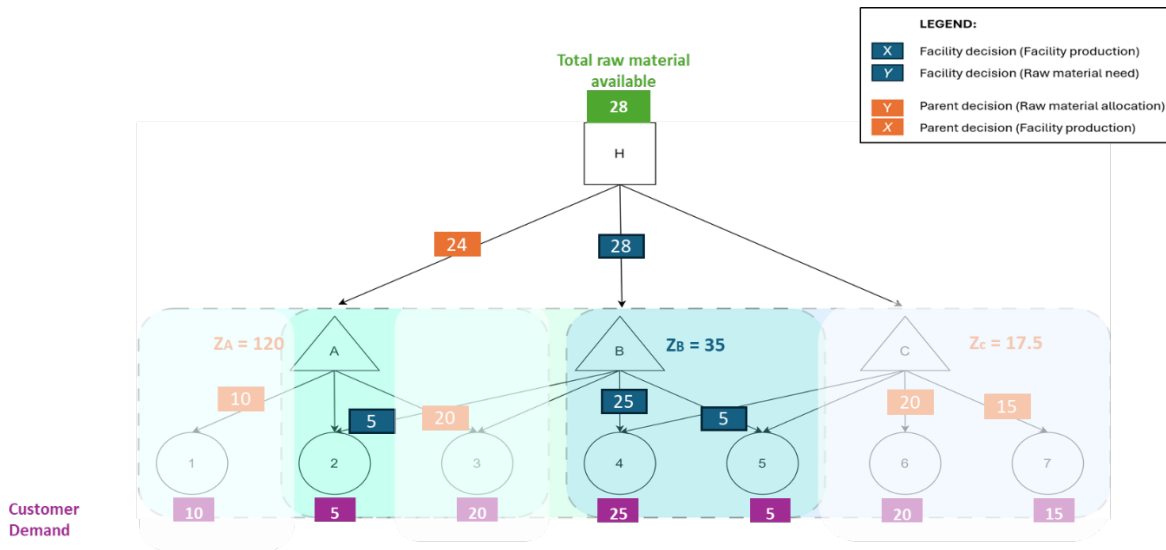 LEGEND:
X Facility decision (Facility production)
Y Facility decision (Raw material need)
Y Parent decision (Raw material allocation)
X Parent decision (Facility production)
Total raw material
available
28
H
24
28
ZA = 120
A
B
ZB = 35
C
Zc = 17.5
10
5
20
25
5
20
15
1
2
3
4
5
6
7
Customer
Demand
10
5
20
25
5
20
15